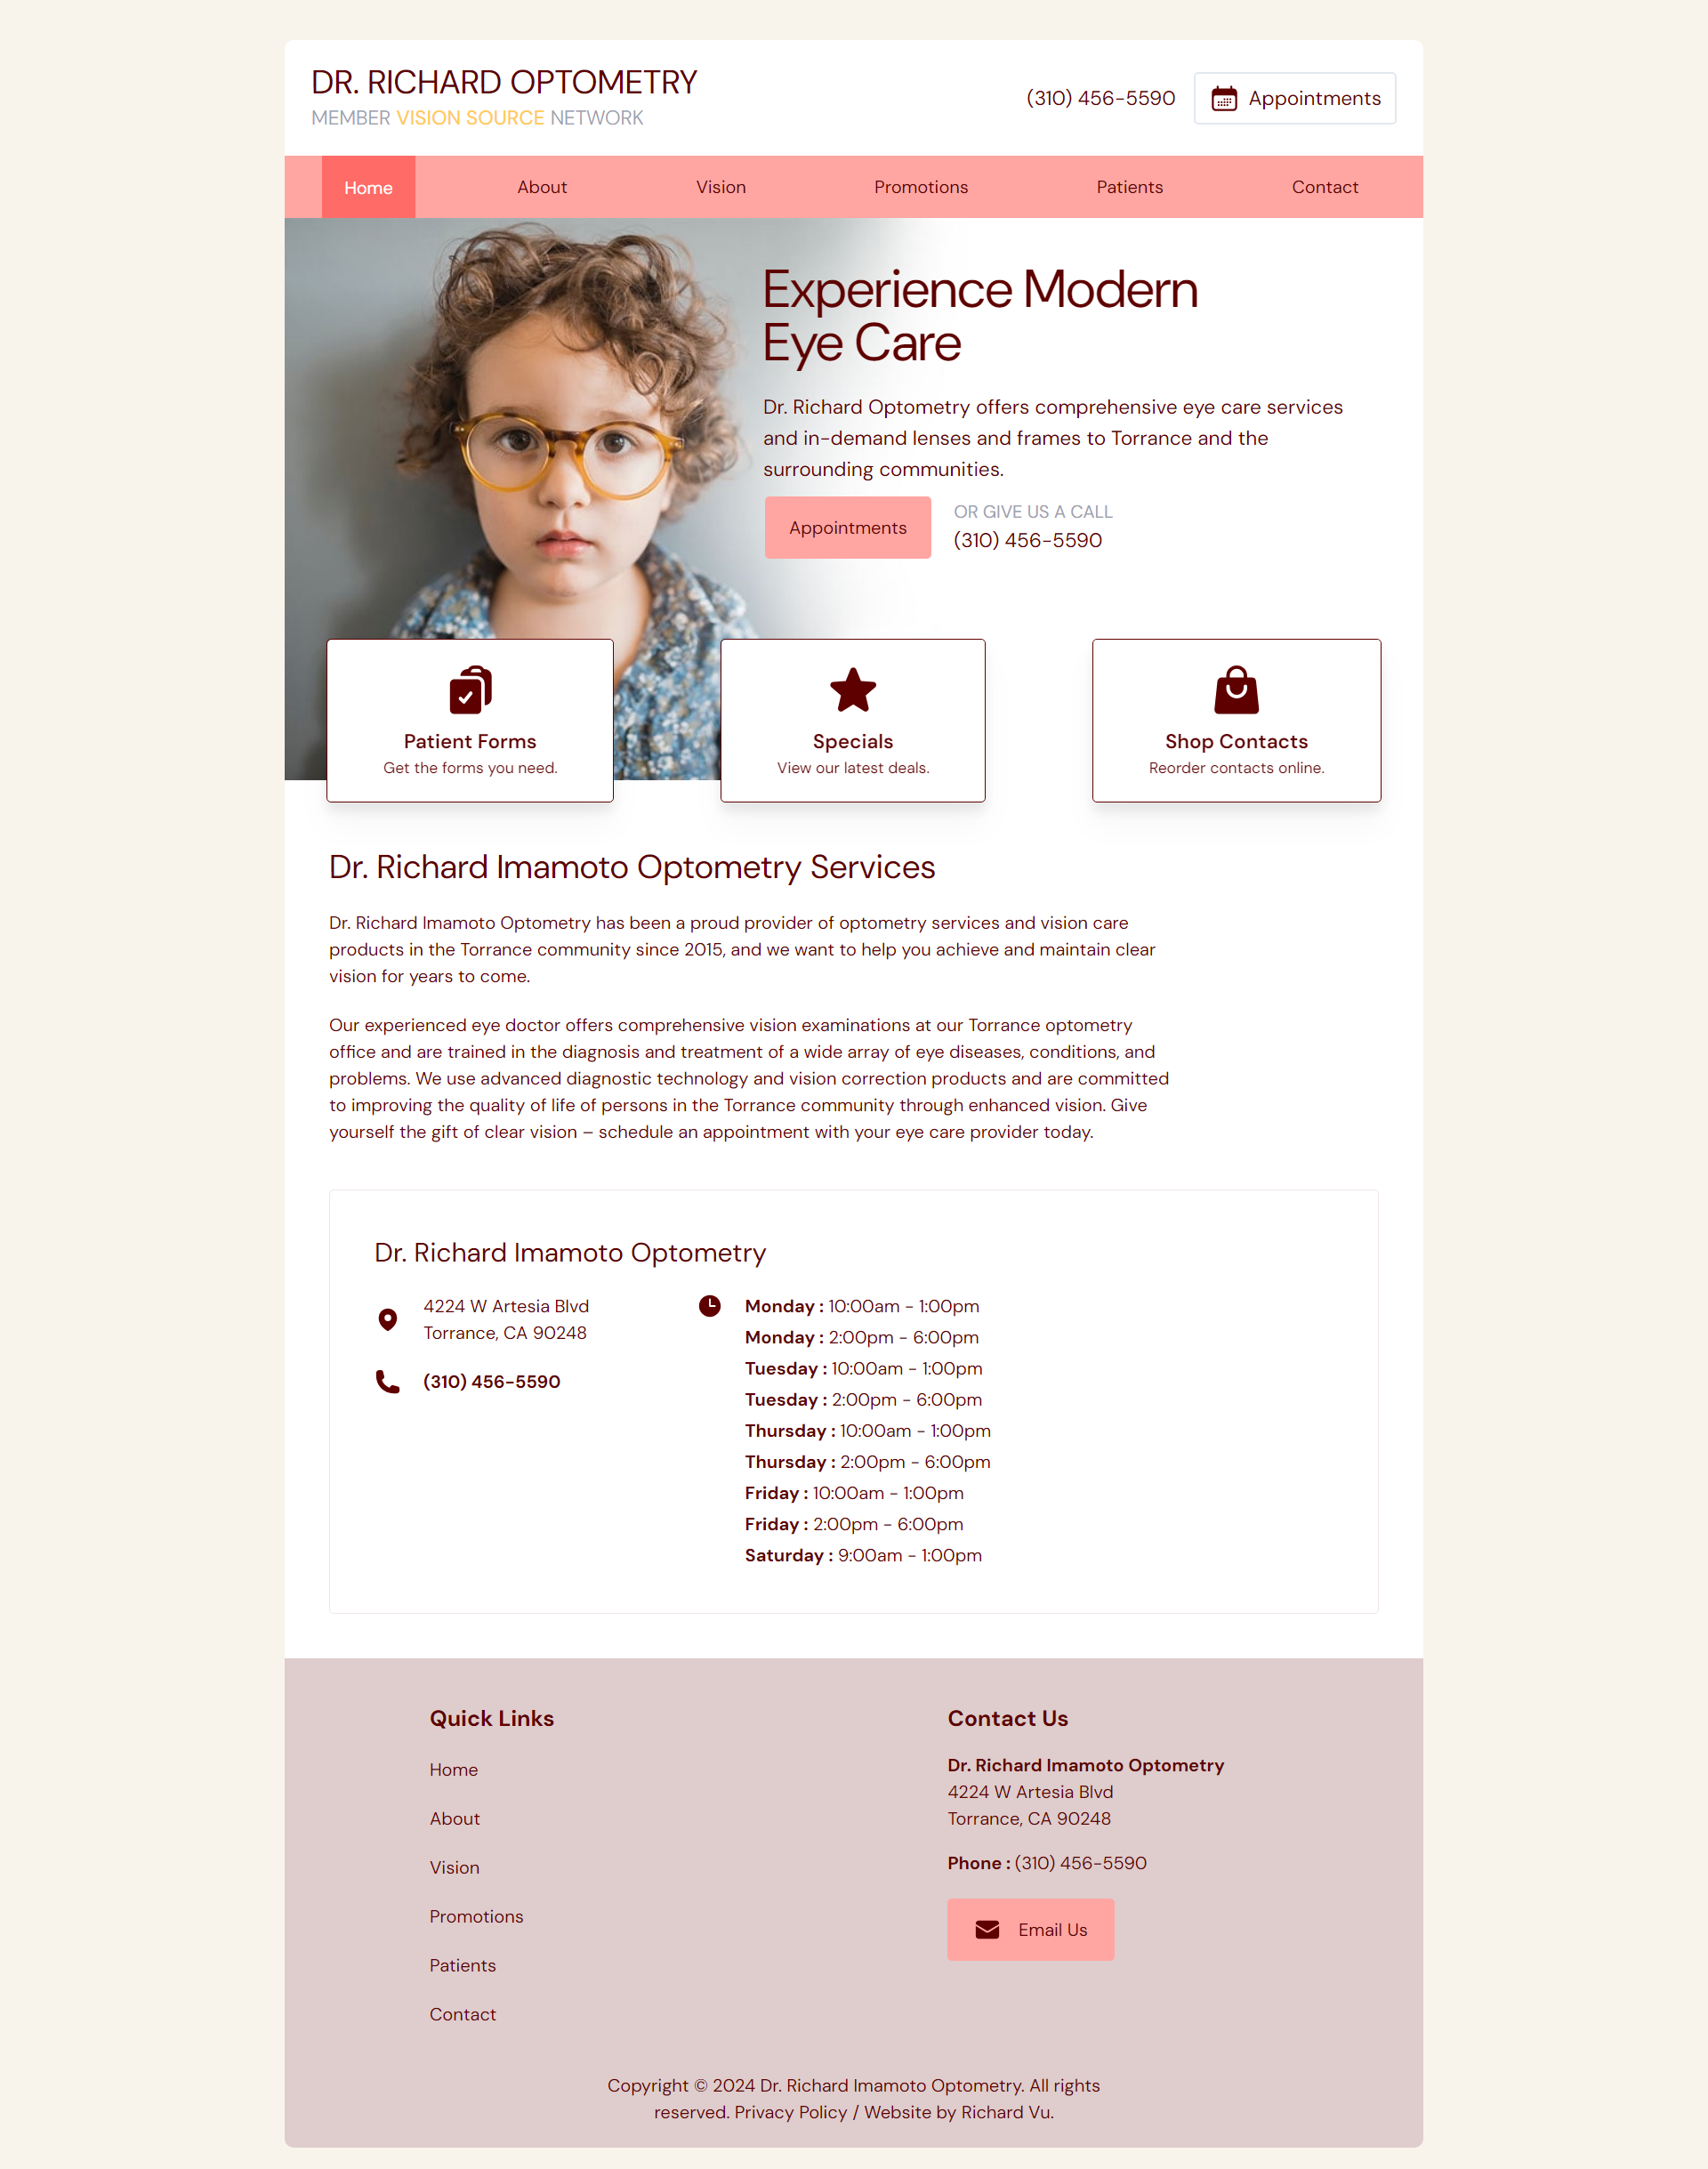 DR. RICHARD OPTOMETRY
MEMBER VISION SOURCE NETWORK
(310) 456-5590
Appointments
Home
About
Vision
Promotions
Patients
Contact
Experience Modern
Eye Care
Dr. Richard Optometry offers comprehensive eye care services
and in-demand lenses and frames to Torrance and the
surrounding communities.
Appointments
OR GIVE US A CALL
(310) 456-5590
Patient Forms
Get the forms you need.
Specials
View our latest deals.
Shop Contacts
Reorder contacts online.
Dr. Richard Imamoto Optometry Services
Dr. Richard Imamoto Optometry has been a proud provider of optometry services and vision care
products in the Torrance community since 2015, and we want to help you achieve and maintain clear
vision for years to come.
Our experienced eye doctor offers comprehensive vision examinations at our Torrance optometry
office and are trained in the diagnosis and treatment of a wide array of eye diseases, conditions, and
problems. We use advanced diagnostic technology and vision correction products and are committed
to improving the quality of life of persons in the Torrance community through enhanced vision. Give
yourself the gift of clear vision – schedule an appointment with your eye care provider today.
Dr. Richard Imamoto Optometry
4224 W Artesia Blvd
Torrance, CA 90248
(310) 456-5590
Monday : 10:00am - 1:00pm
Monday : 2:00pm - 6:00pm
Tuesday : 10:00am - 1:00pm
Tuesday : 2:00pm - 6:00pm
Thursday : 10:00am - 1:00pm
Thursday : 2:00pm - 6:00pm
Friday : 10:00am - 1:00pm
Friday : 2:00pm - 6:00pm
Saturday : 9:00am - 1:00pm
Quick Links
Home
About
Vision
Promotions
Patients
Contact
Contact Us
Dr. Richard Imamoto Optometry
4224 W Artesia Blvd
Torrance, CA 90248
Phone : (310) 456-5590
Email Us
Copyright © 2024 Dr. Richard Imamoto Optometry. All rights
reserved. Privacy Policy / Website by Richard Vu.